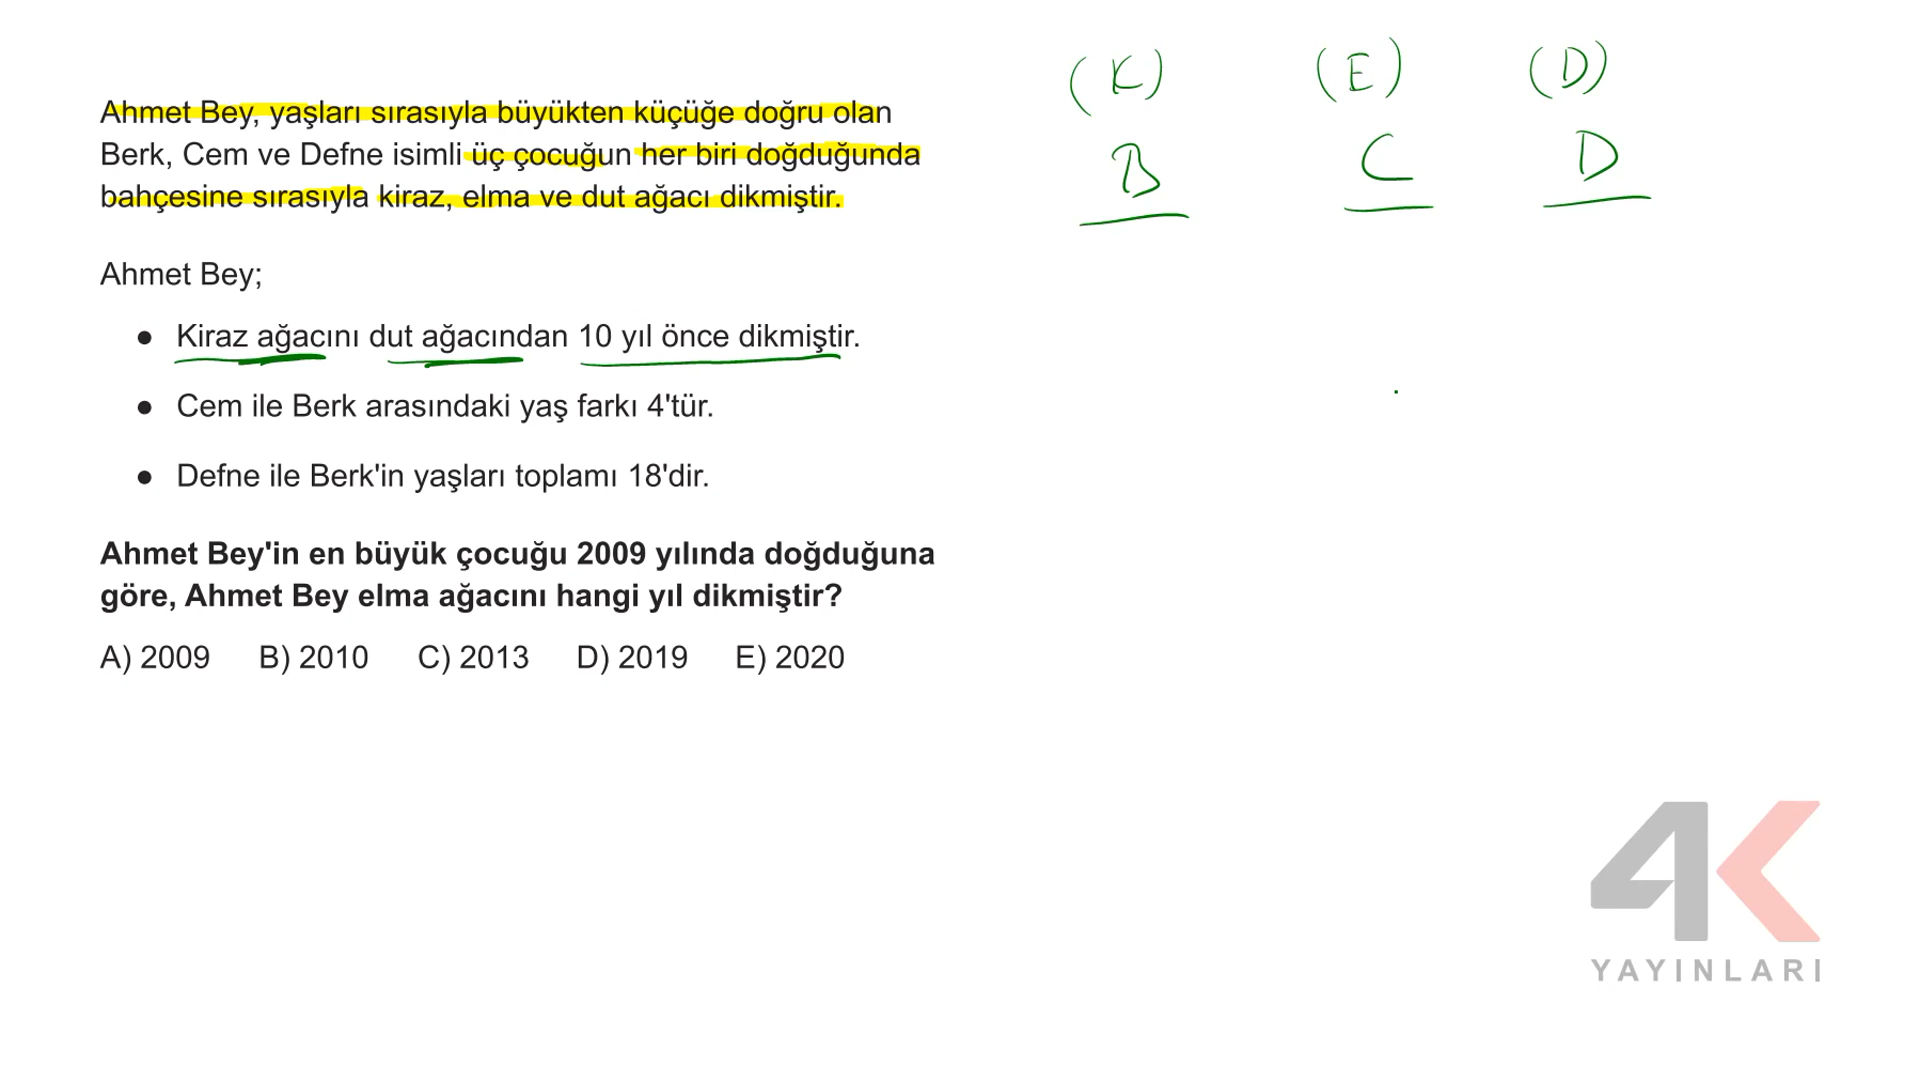 Ahmet Bey, yaşları sırasıyla büyükten küçüğe doğru olan
Berk, Cem ve Defne isimli üç çocuğun her biri doğduğunda
bahçesine sırasıyla kiraz, elma ve dut ağacı dikmiştir.
Ahmet Bey;
● Kiraz ağacını dut ağacından 10 yıl önce dikmiştir.
● Cem ile Berk arasındaki yaş farkı 4'tür.
● Defne ile Berk'in yaşları toplamı 18'dir.
Ahmet Bey'in en büyük çocuğu 2009 yılında doğduğuna
göre, Ahmet Bey elma ağacını hangi yıl dikmiştir?
A) 2009 B) 2010 C) 2013 D) 2019 E) 2020
(K) (E) (D)
B C D
4K
YAYINLARI